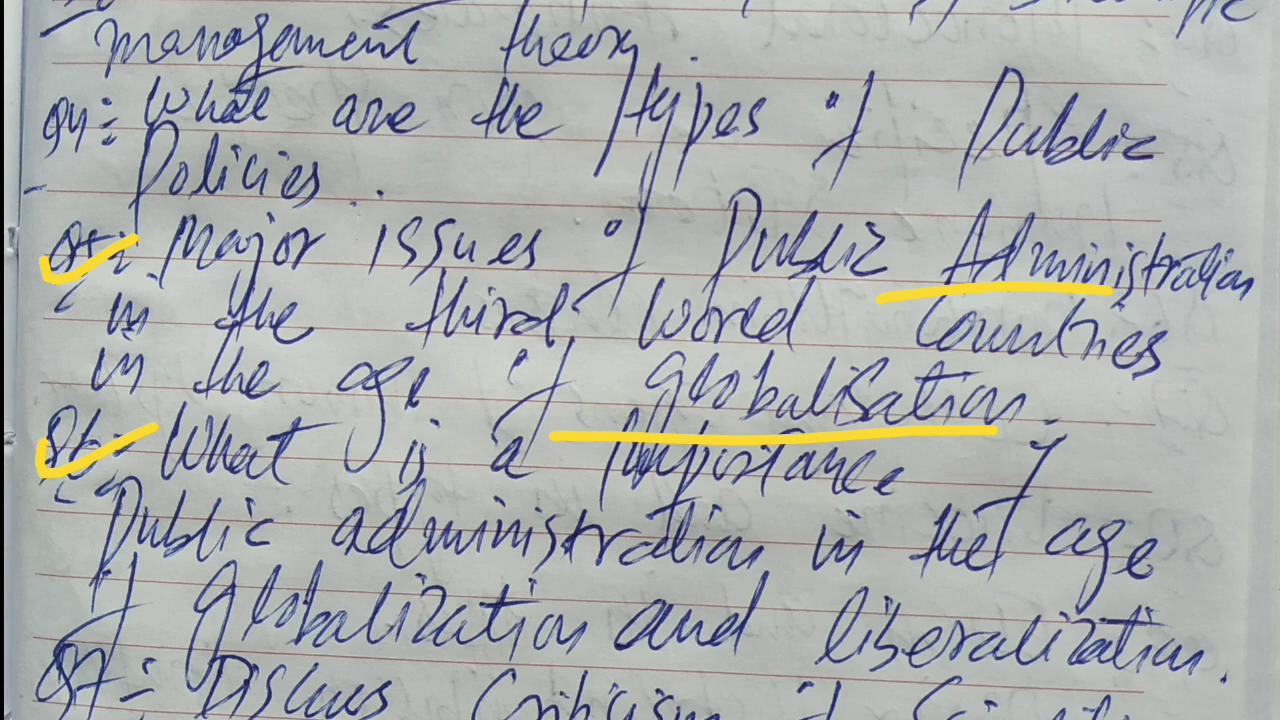 management theory.
Q4:- What are the types of Public
Policies.
Q5:- Major issues of Public Administration
in the third world Countries
in the age of globalisation.
Q6:- What is a importance of
Public administration in the age
of globalization and liberalization.
Q7:- Discuss Criticism of